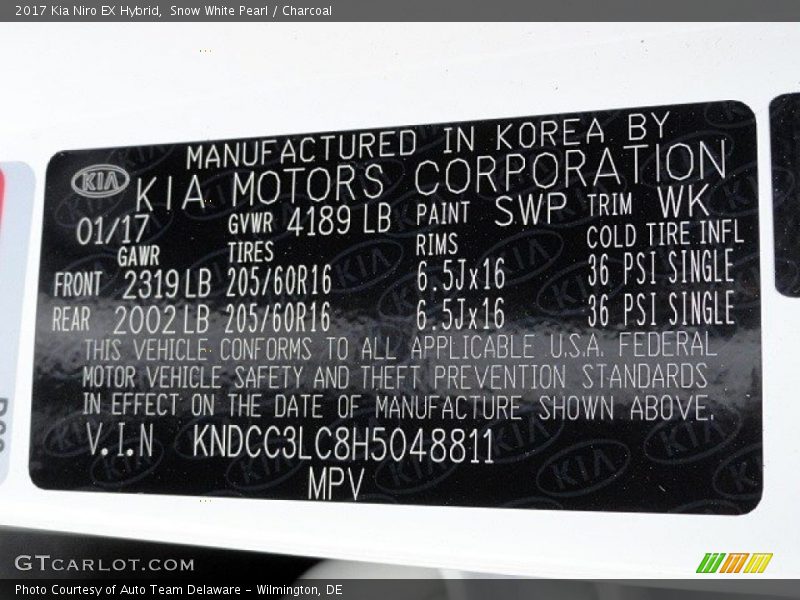 2017 Kia Niro EX Hybrid,  Snow White Pearl / Charcoal
MANUFACTURED IN KOREA BY
KIA KIA MOTORS CORPORATION
01/17 GVWR 4189 LB PAINT SWP TRIM WK
GAWR TIRES RIMS COLD TIRE INFL
FRONT 2319 LB 205/60R16 6.5Jx16 36 PSI SINGLE
REAR 2002 LB 205/60R16 6.5Jx16 36 PSI SINGLE
THIS VEHICLE CONFORMS TO ALL APPLICABLE U.S.A. FEDERAL
MOTOR VEHICLE SAFETY AND THEFT PREVENTION STANDARDS
IN EFFECT ON THE DATE OF MANUFACTURE SHOWN ABOVE.
V.I.N KNDCC3LC8H5048811
MPV
GTCARLOT.COM
Photo Courtesy of Auto Team Delaware - Wilmington, DE